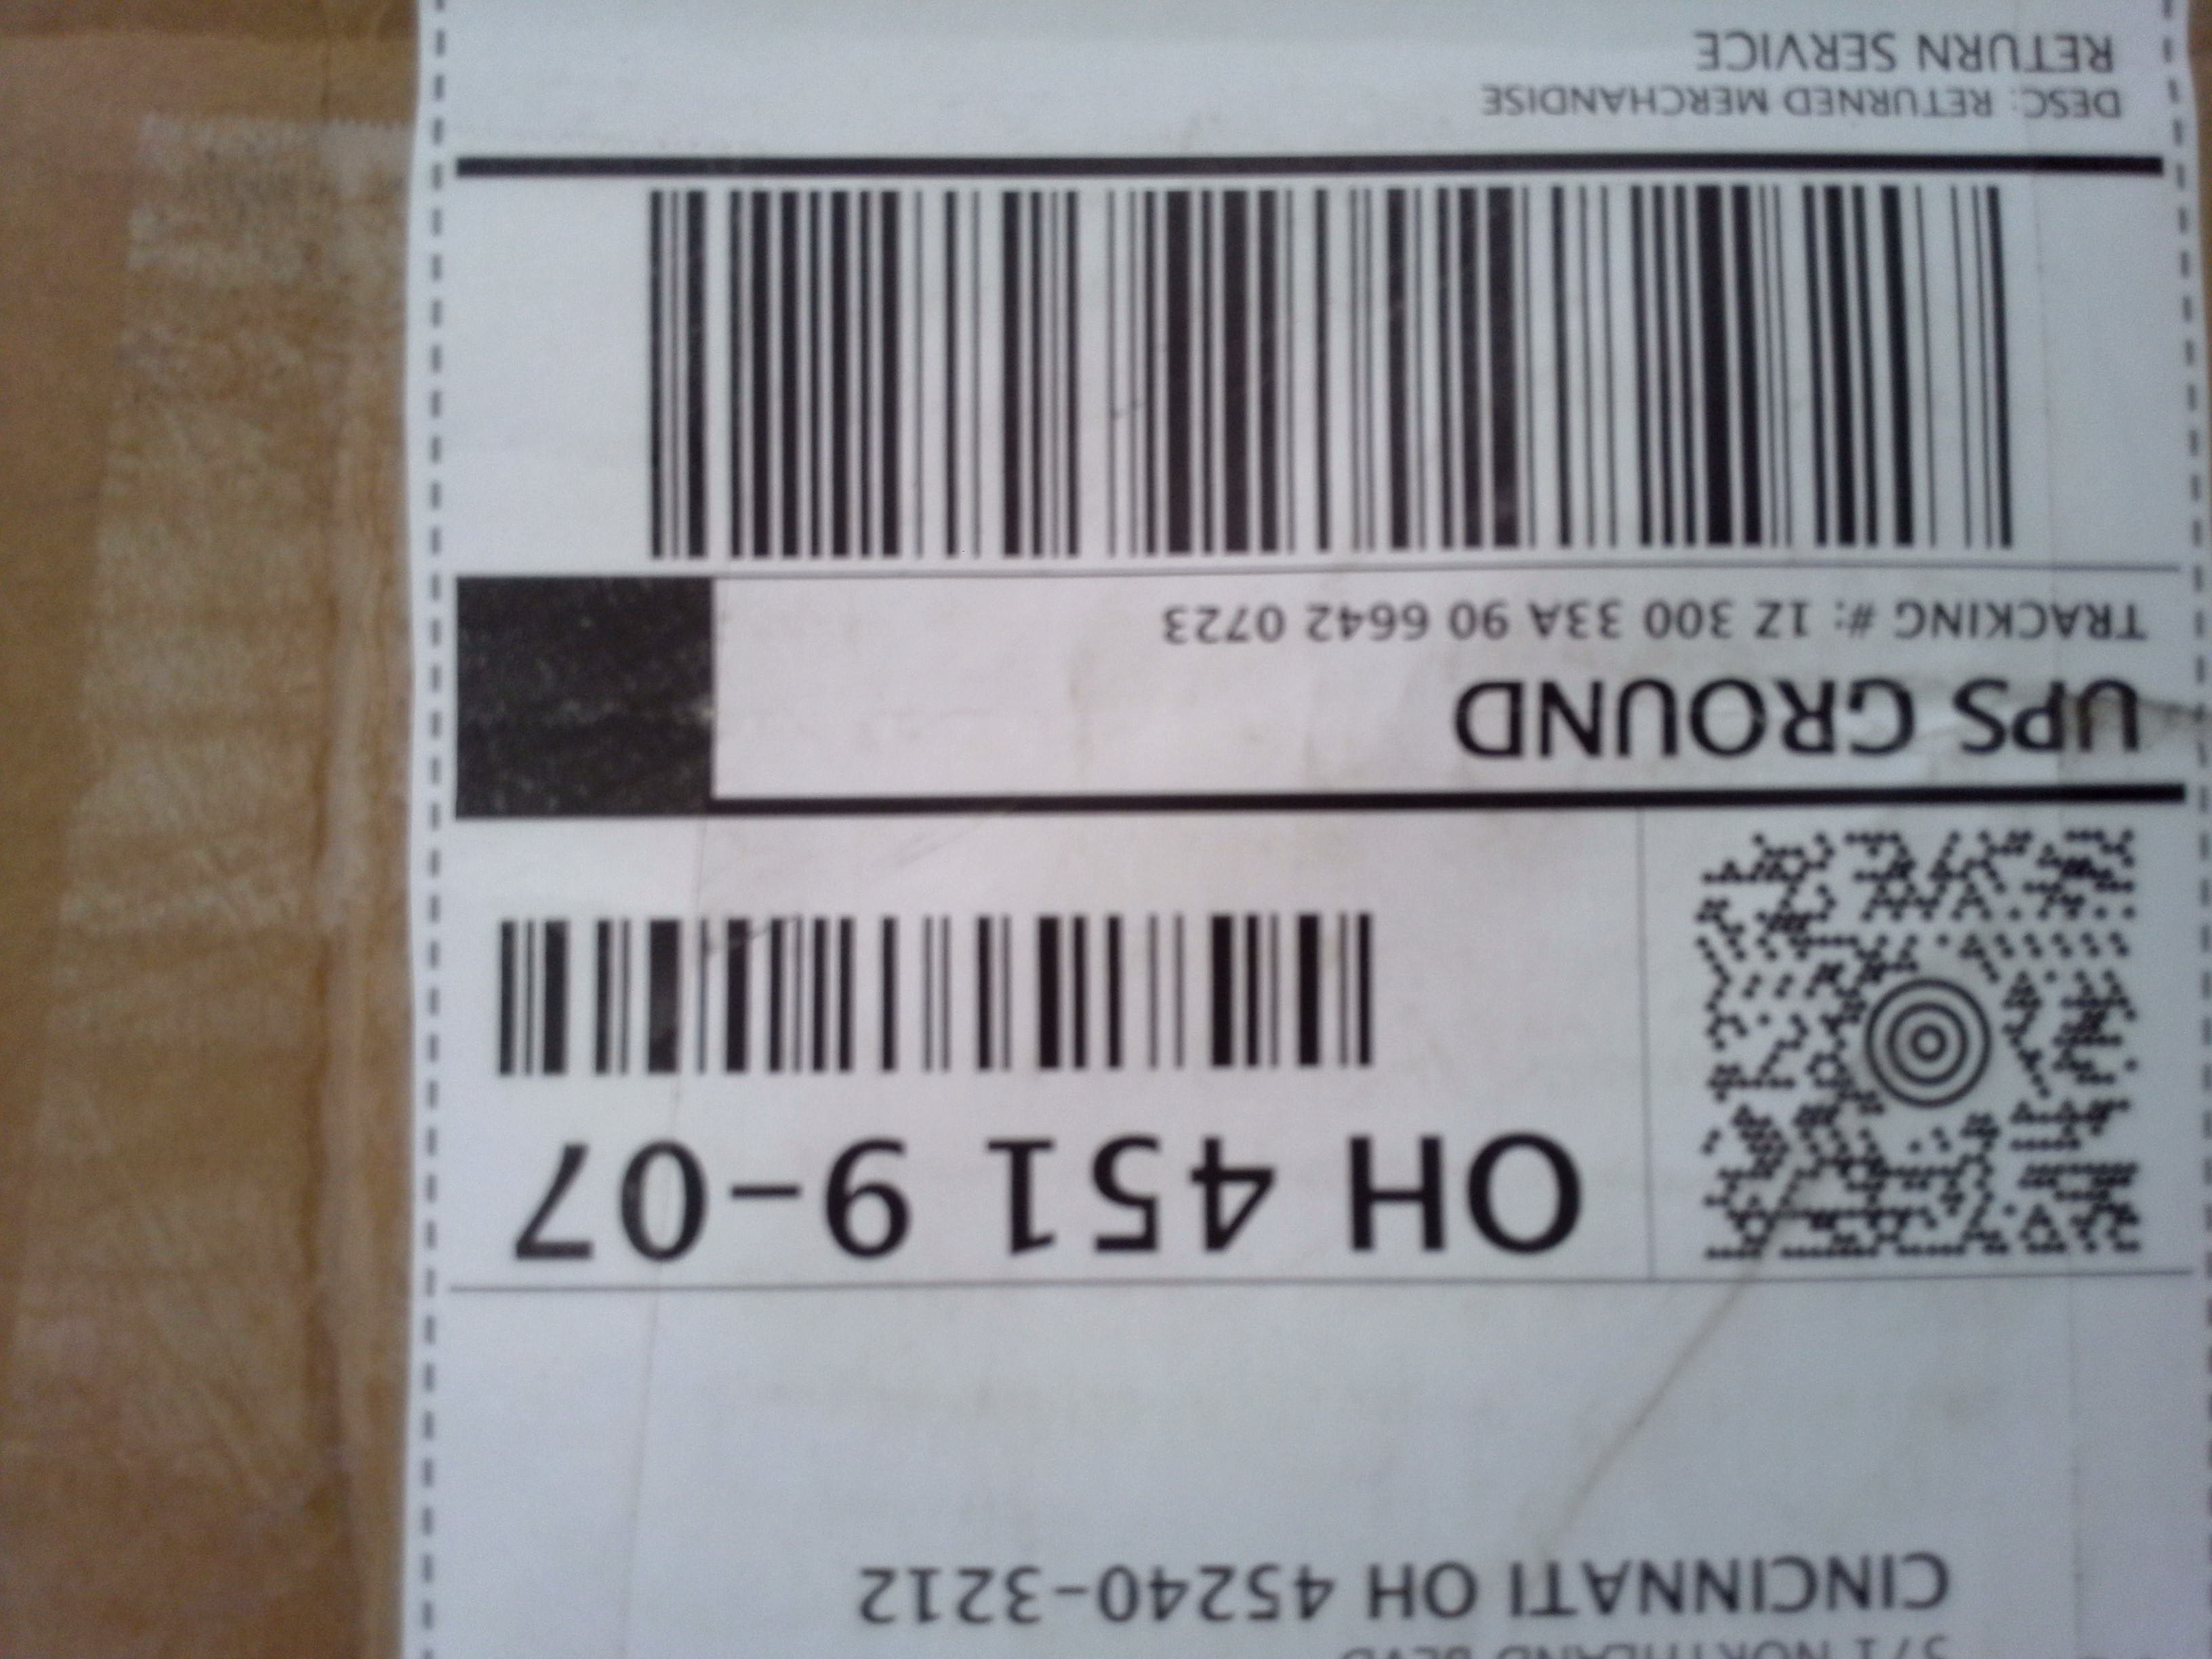 CINCINNATI OH 45240-3212
OH 451 9-07
UPS GROUND
TRACKING #: 1Z 300 33A 90 6642 0723
DESC: RETURNED MERCHANDISE
RETURN SERVICE